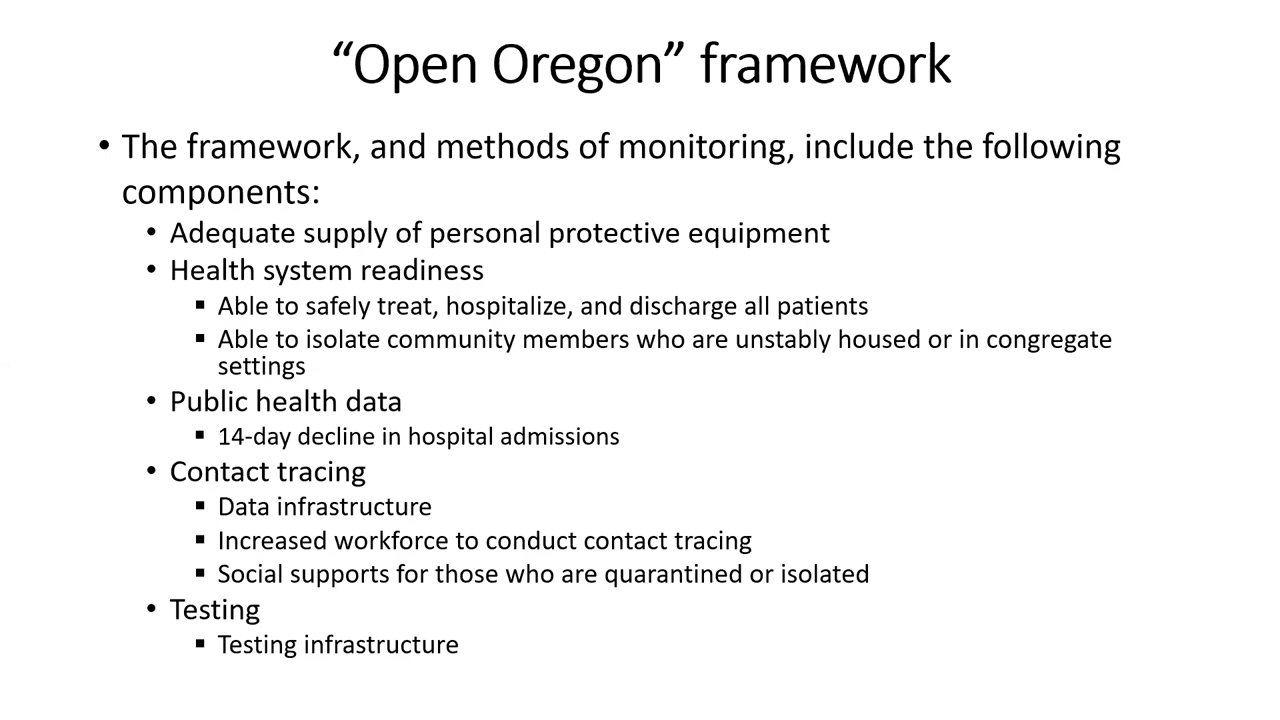 “Open Oregon” framework
• The framework, and methods of monitoring, include the following
components:
• Adequate supply of personal protective equipment
• Health system readiness
▪ Able to safely treat, hospitalize, and discharge all patients
▪ Able to isolate community members who are unstably housed or in congregate
settings
• Public health data
▪ 14-day decline in hospital admissions
• Contact tracing
▪ Data infrastructure
▪ Increased workforce to conduct contact tracing
▪ Social supports for those who are quarantined or isolated
• Testing
▪ Testing infrastructure